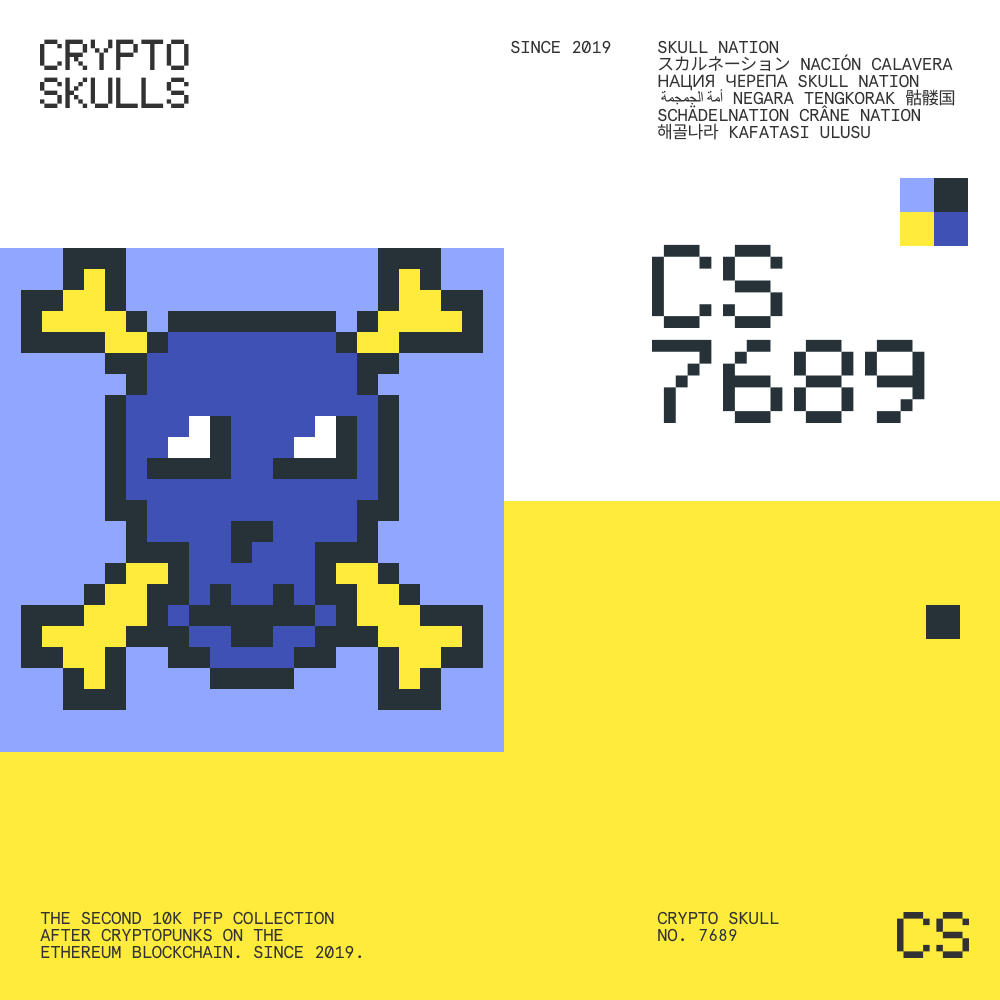 CRYPTO
SKULLS
SINCE 2019
SKULL NATION
スカルネーション NACIÓN CALAVERA
НАЦИЯ ЧЕРЕПА SKULL NATION
أمة الجمجمة NEGARA TENGKORAK 骷髅国
SCHÄDELNATION CRÂNE NATION
해골나라 KAFATASI ULUSU
CS
7689
THE SECOND 10K PFP COLLECTION
AFTER CRYPTOPUNKS ON THE
ETHEREUM BLOCKCHAIN. SINCE 2019.
CRYPTO SKULL
NO. 7689
CS